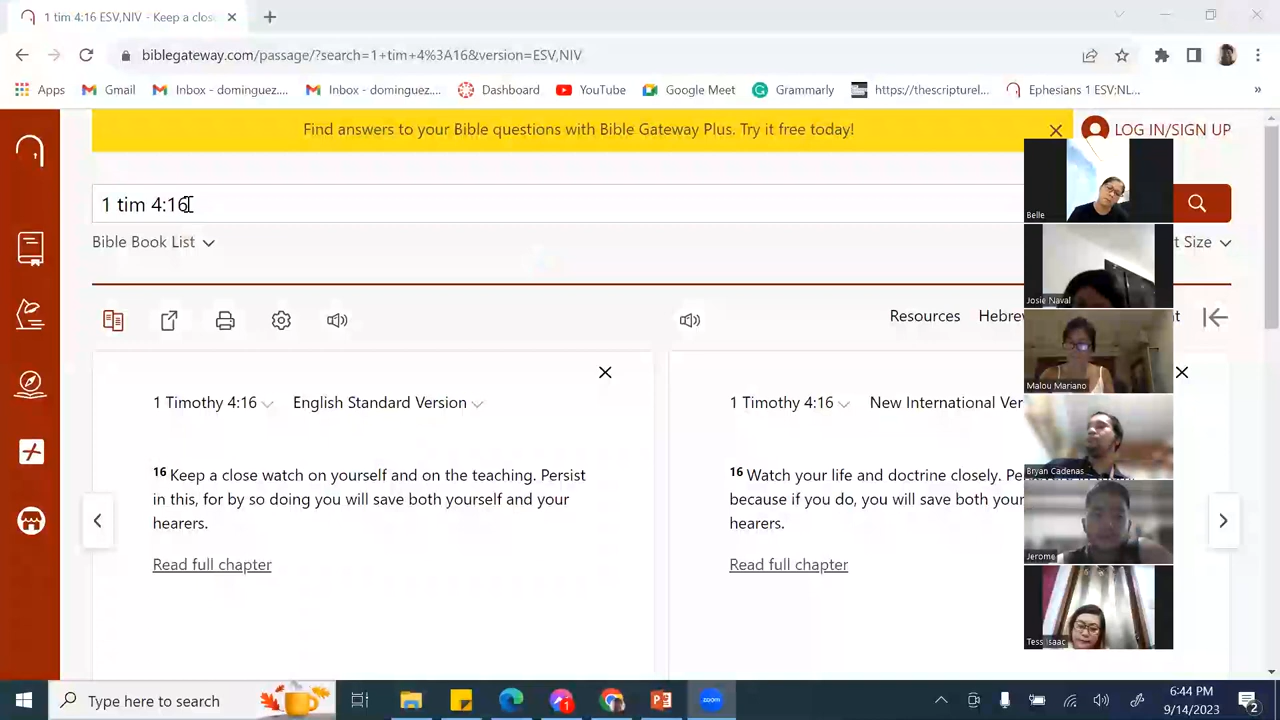 1 tim 4:16 ESV,NIV - Keep a clos
biblegateway.com/passage/?search=1+tim+4%3A16&version=ESV,NIV
Apps Gmail Inbox - dominguez.... Inbox - dominguez.... Dashboard YouTube Google Meet Grammarly https://thescripturel... Ephesians 1 ESV;NL... »
Find answers to your Bible questions with Bible Gateway Plus. Try it free today!
LOG IN/SIGN UP
1 tim 4:16
Belle
Bible Book List
t Size
Josie Naval
Resources Hebrew
t
Malou Mariano
1 Timothy 4:16 English Standard Version
1 Timothy 4:16 New International Ver
Bryan Cadenas
16 Keep a close watch on yourself and on the teaching. Persist
in this, for by so doing you will save both yourself and your
hearers.
Read full chapter
16 Watch your life and doctrine closely.
because if you do, you will save both your
hearers.
Read full chapter
Jerome
Tess Isaac
Type here to search
1
6:44 PM
9/14/2023
2